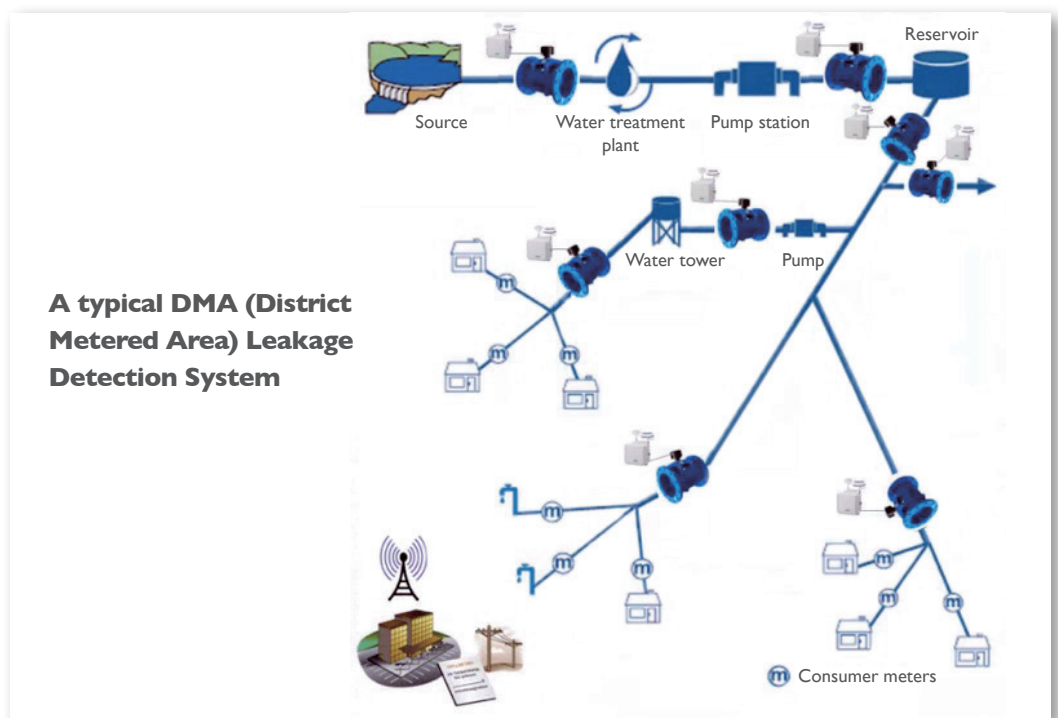 Reservoir
Source
Water treatment
plant
Pump station
Water tower
Pump
A typical DMA (District
Metered Area) Leakage
Detection System
m
m
m
m
m
m
m
m
m
m Consumer meters